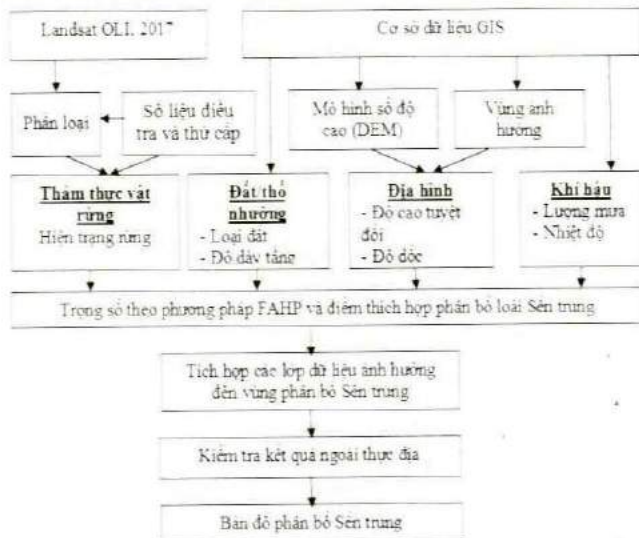 Landsat OLI, 2017
Cơ sở dữ liệu GIS
Phân loại
Số liệu điều
tra và thứ cấp
Mô hình số độ
cao (DEM)
Vùng ảnh
hưởng
Thảm thực vật
rừng
Hiện trạng rừng
Đất/thổ
nhưỡng
- Loại đất
- Độ dày tầng
Địa hình
- Độ cao tuyệt
đối
- Độ dốc
Khí hậu
- Lượng mưa
- Nhiệt độ
Trọng số theo phương pháp FAHP và điểm thích hợp phân bố loài Sến trung
Tích hợp các lớp dữ liệu ảnh hưởng
đến vùng phân bố Sến trung
Kiểm tra kết quả ngoài thực địa
Bản đồ phân bố Sến trung